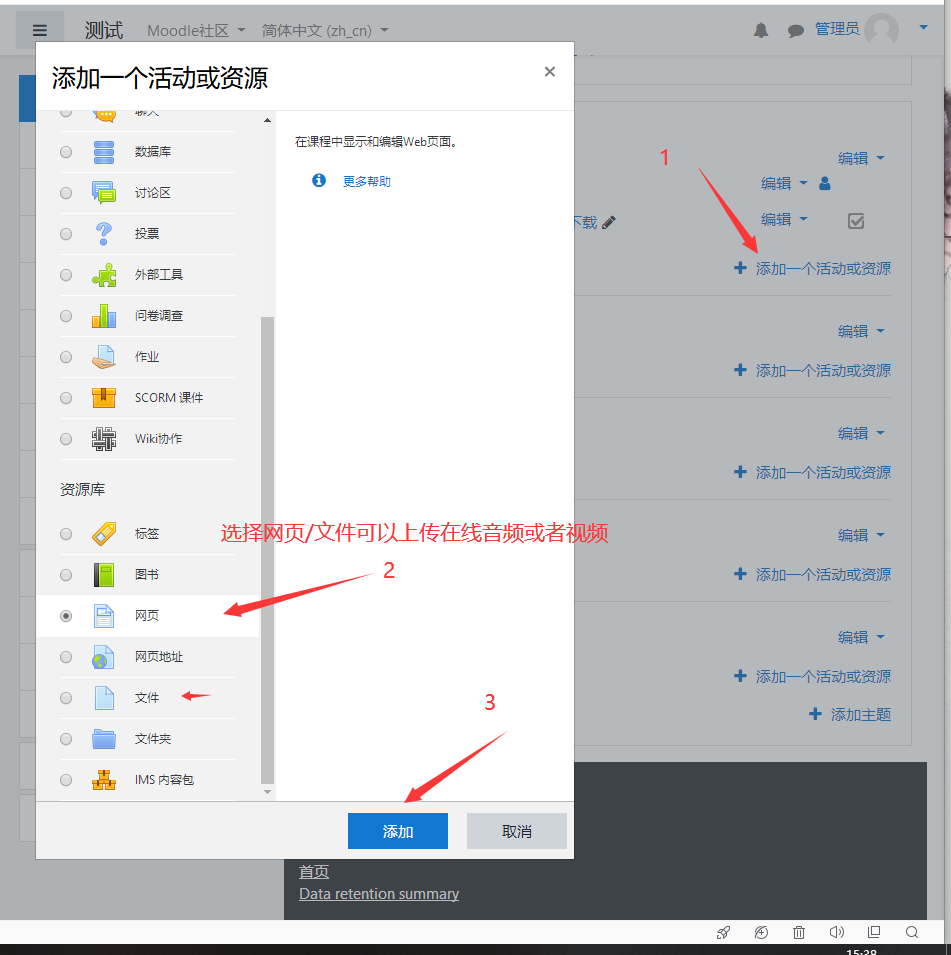 测试 Moodle社区 简体中文 (zh_cn) 管理员
添加一个活动或资源 ×
聊天
数据库
讨论区
投票
外部工具
问卷调查
作业
SCORM 课件
Wiki协作
资源库
标签
图书
网页
网页地址
文件
文件夹
IMS 内容包
在课程中显示和编辑Web页面。
更多帮助
选择网页/文件可以上传在线音频或者视频
2
3
添加 取消
1
编辑
编辑
下载 编辑
添加一个活动或资源
编辑
添加一个活动或资源
编辑
添加一个活动或资源
编辑
添加一个活动或资源
编辑
添加一个活动或资源
添加主题
首页
Data retention summary
15:38